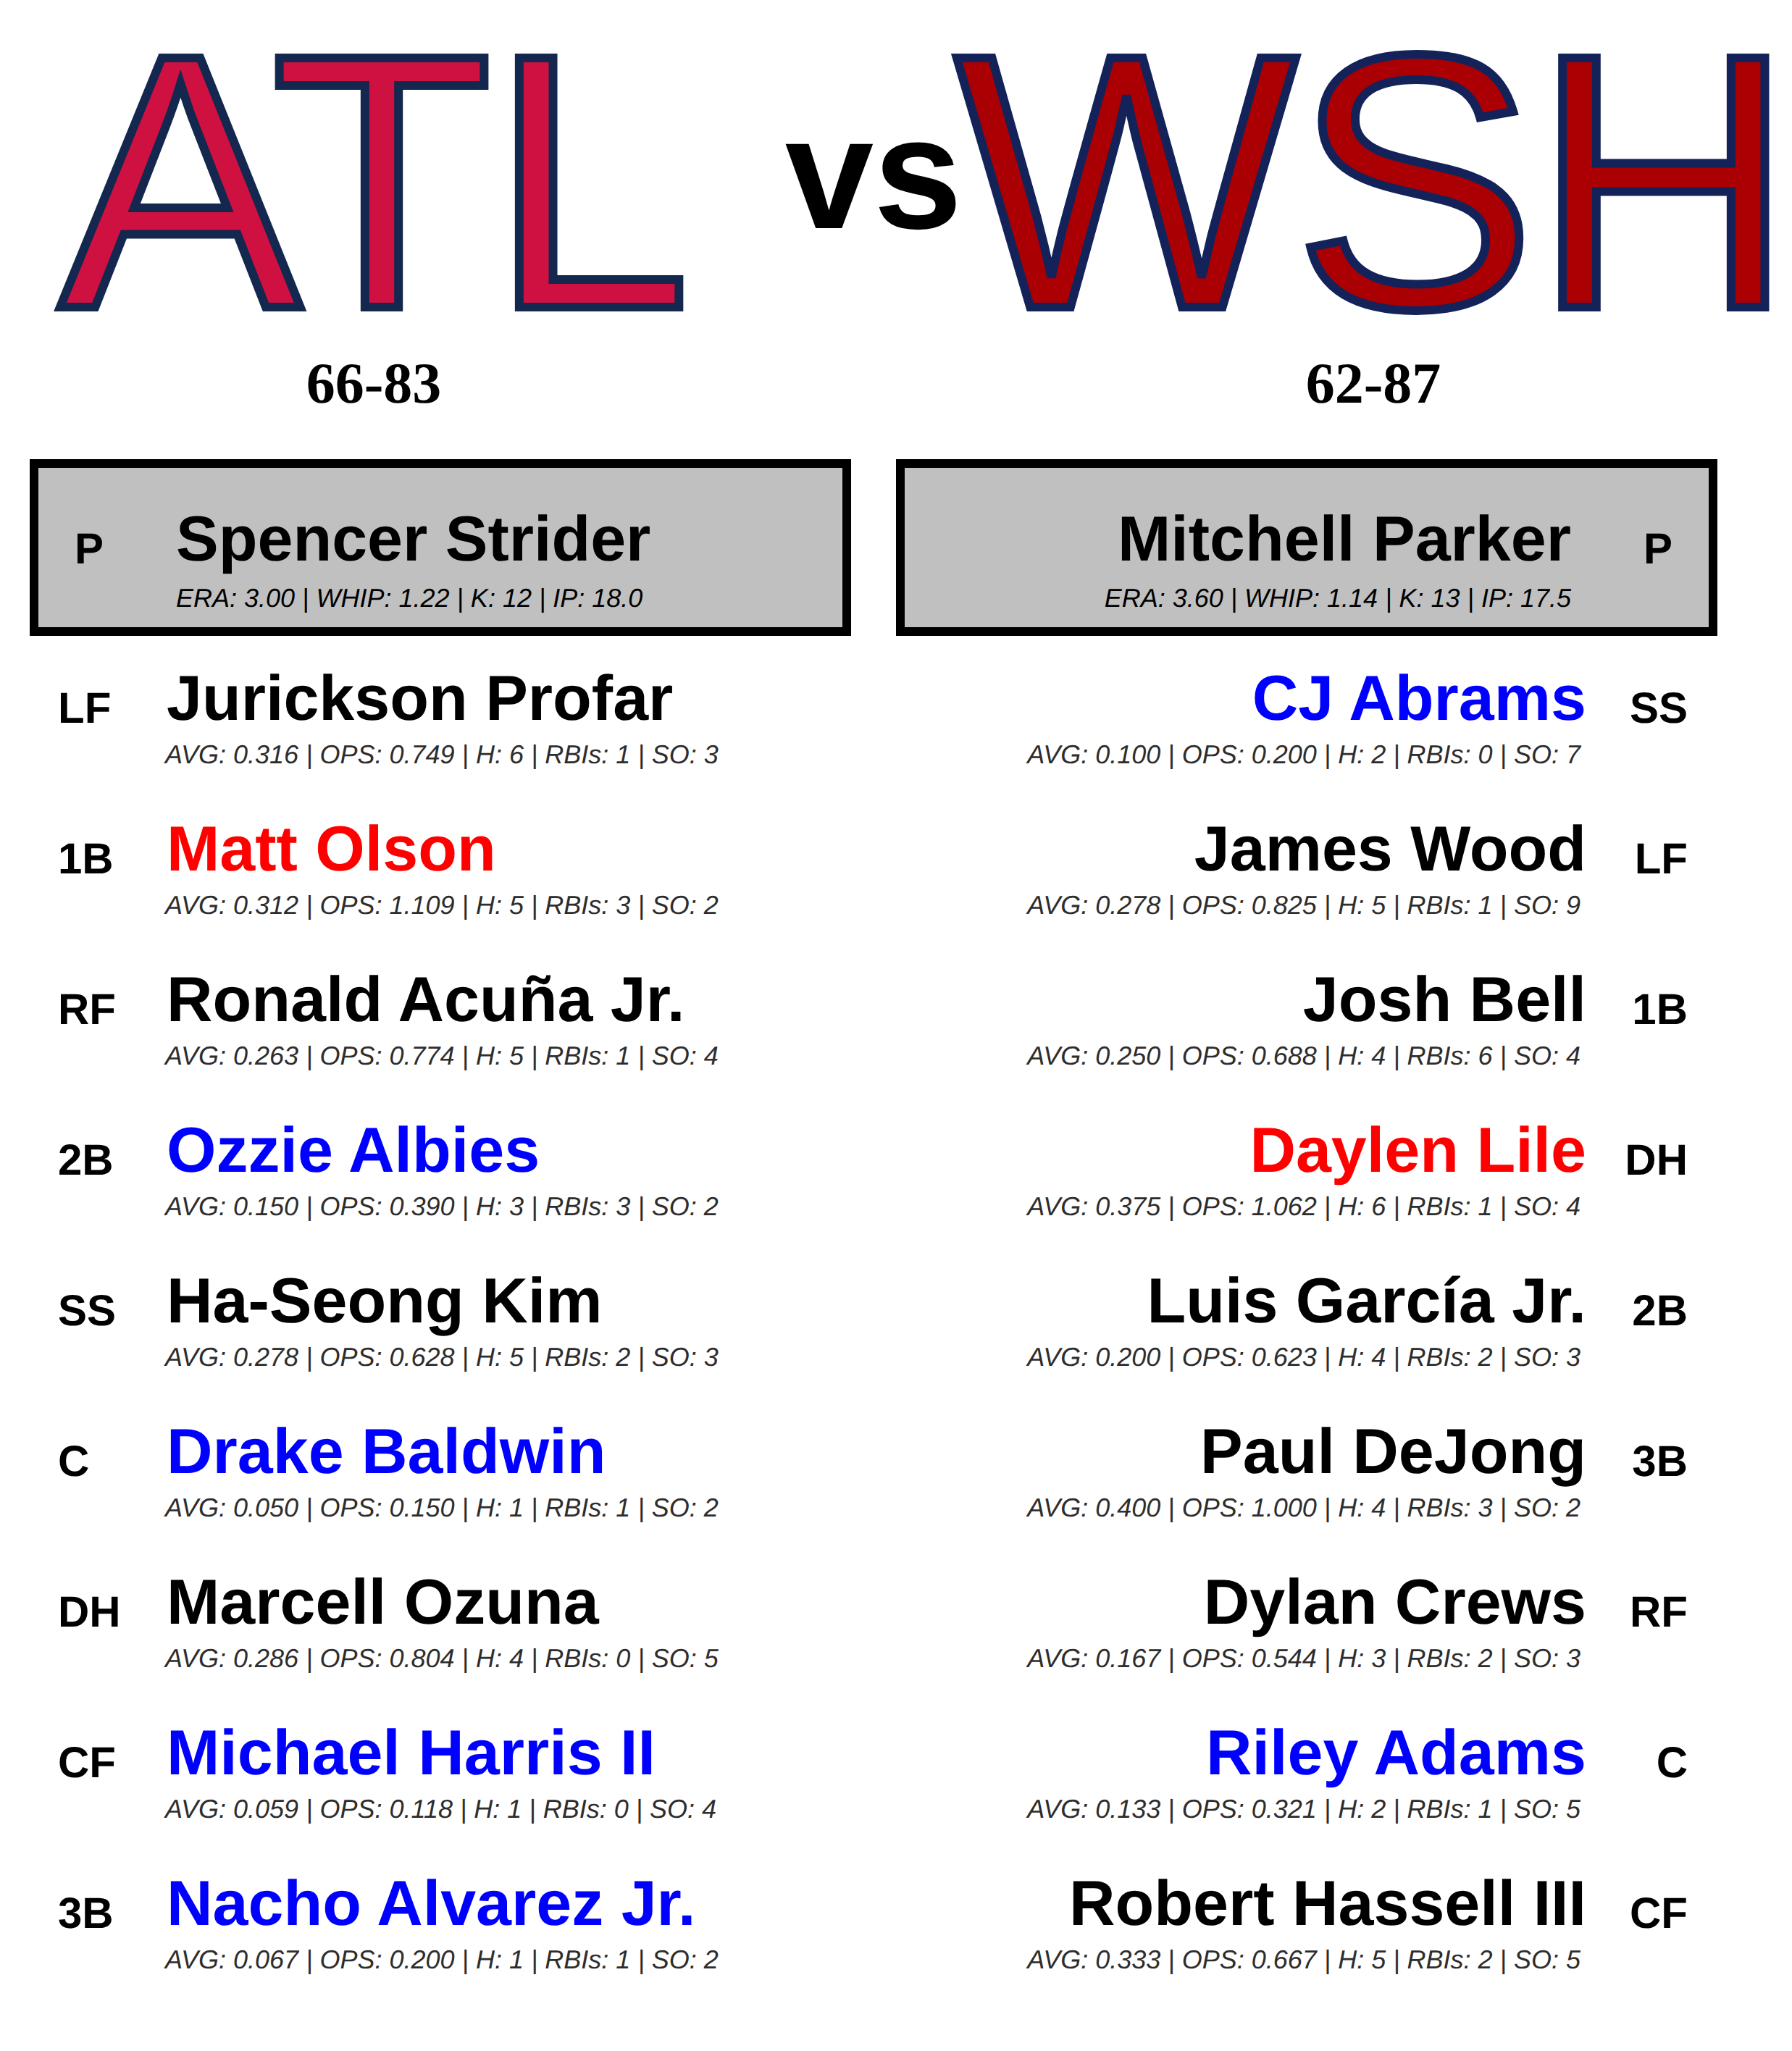 ATL vs WSH
66-83
62-87
P Spencer Strider
ERA: 3.00 | WHIP: 1.22 | K: 12 | IP: 18.0
Mitchell Parker P
ERA: 3.60 | WHIP: 1.14 | K: 13 | IP: 17.5
LF Jurickson Profar
AVG: 0.316 | OPS: 0.749 | H: 6 | RBIs: 1 | SO: 3
1B Matt Olson
AVG: 0.312 | OPS: 1.109 | H: 5 | RBIs: 3 | SO: 2
RF Ronald Acuña Jr.
AVG: 0.263 | OPS: 0.774 | H: 5 | RBIs: 1 | SO: 4
2B Ozzie Albies
AVG: 0.150 | OPS: 0.390 | H: 3 | RBIs: 3 | SO: 2
SS Ha-Seong Kim
AVG: 0.278 | OPS: 0.628 | H: 5 | RBIs: 2 | SO: 3
C Drake Baldwin
AVG: 0.050 | OPS: 0.150 | H: 1 | RBIs: 1 | SO: 2
DH Marcell Ozuna
AVG: 0.286 | OPS: 0.804 | H: 4 | RBIs: 0 | SO: 5
CF Michael Harris II
AVG: 0.059 | OPS: 0.118 | H: 1 | RBIs: 0 | SO: 4
3B Nacho Alvarez Jr.
AVG: 0.067 | OPS: 0.200 | H: 1 | RBIs: 1 | SO: 2
CJ Abrams SS
AVG: 0.100 | OPS: 0.200 | H: 2 | RBIs: 0 | SO: 7
James Wood LF
AVG: 0.278 | OPS: 0.825 | H: 5 | RBIs: 1 | SO: 9
Josh Bell 1B
AVG: 0.250 | OPS: 0.688 | H: 4 | RBIs: 6 | SO: 4
Daylen Lile DH
AVG: 0.375 | OPS: 1.062 | H: 6 | RBIs: 1 | SO: 4
Luis García Jr. 2B
AVG: 0.200 | OPS: 0.623 | H: 4 | RBIs: 2 | SO: 3
Paul DeJong 3B
AVG: 0.400 | OPS: 1.000 | H: 4 | RBIs: 3 | SO: 2
Dylan Crews RF
AVG: 0.167 | OPS: 0.544 | H: 3 | RBIs: 2 | SO: 3
Riley Adams C
AVG: 0.133 | OPS: 0.321 | H: 2 | RBIs: 1 | SO: 5
Robert Hassell III CF
AVG: 0.333 | OPS: 0.667 | H: 5 | RBIs: 2 | SO: 5